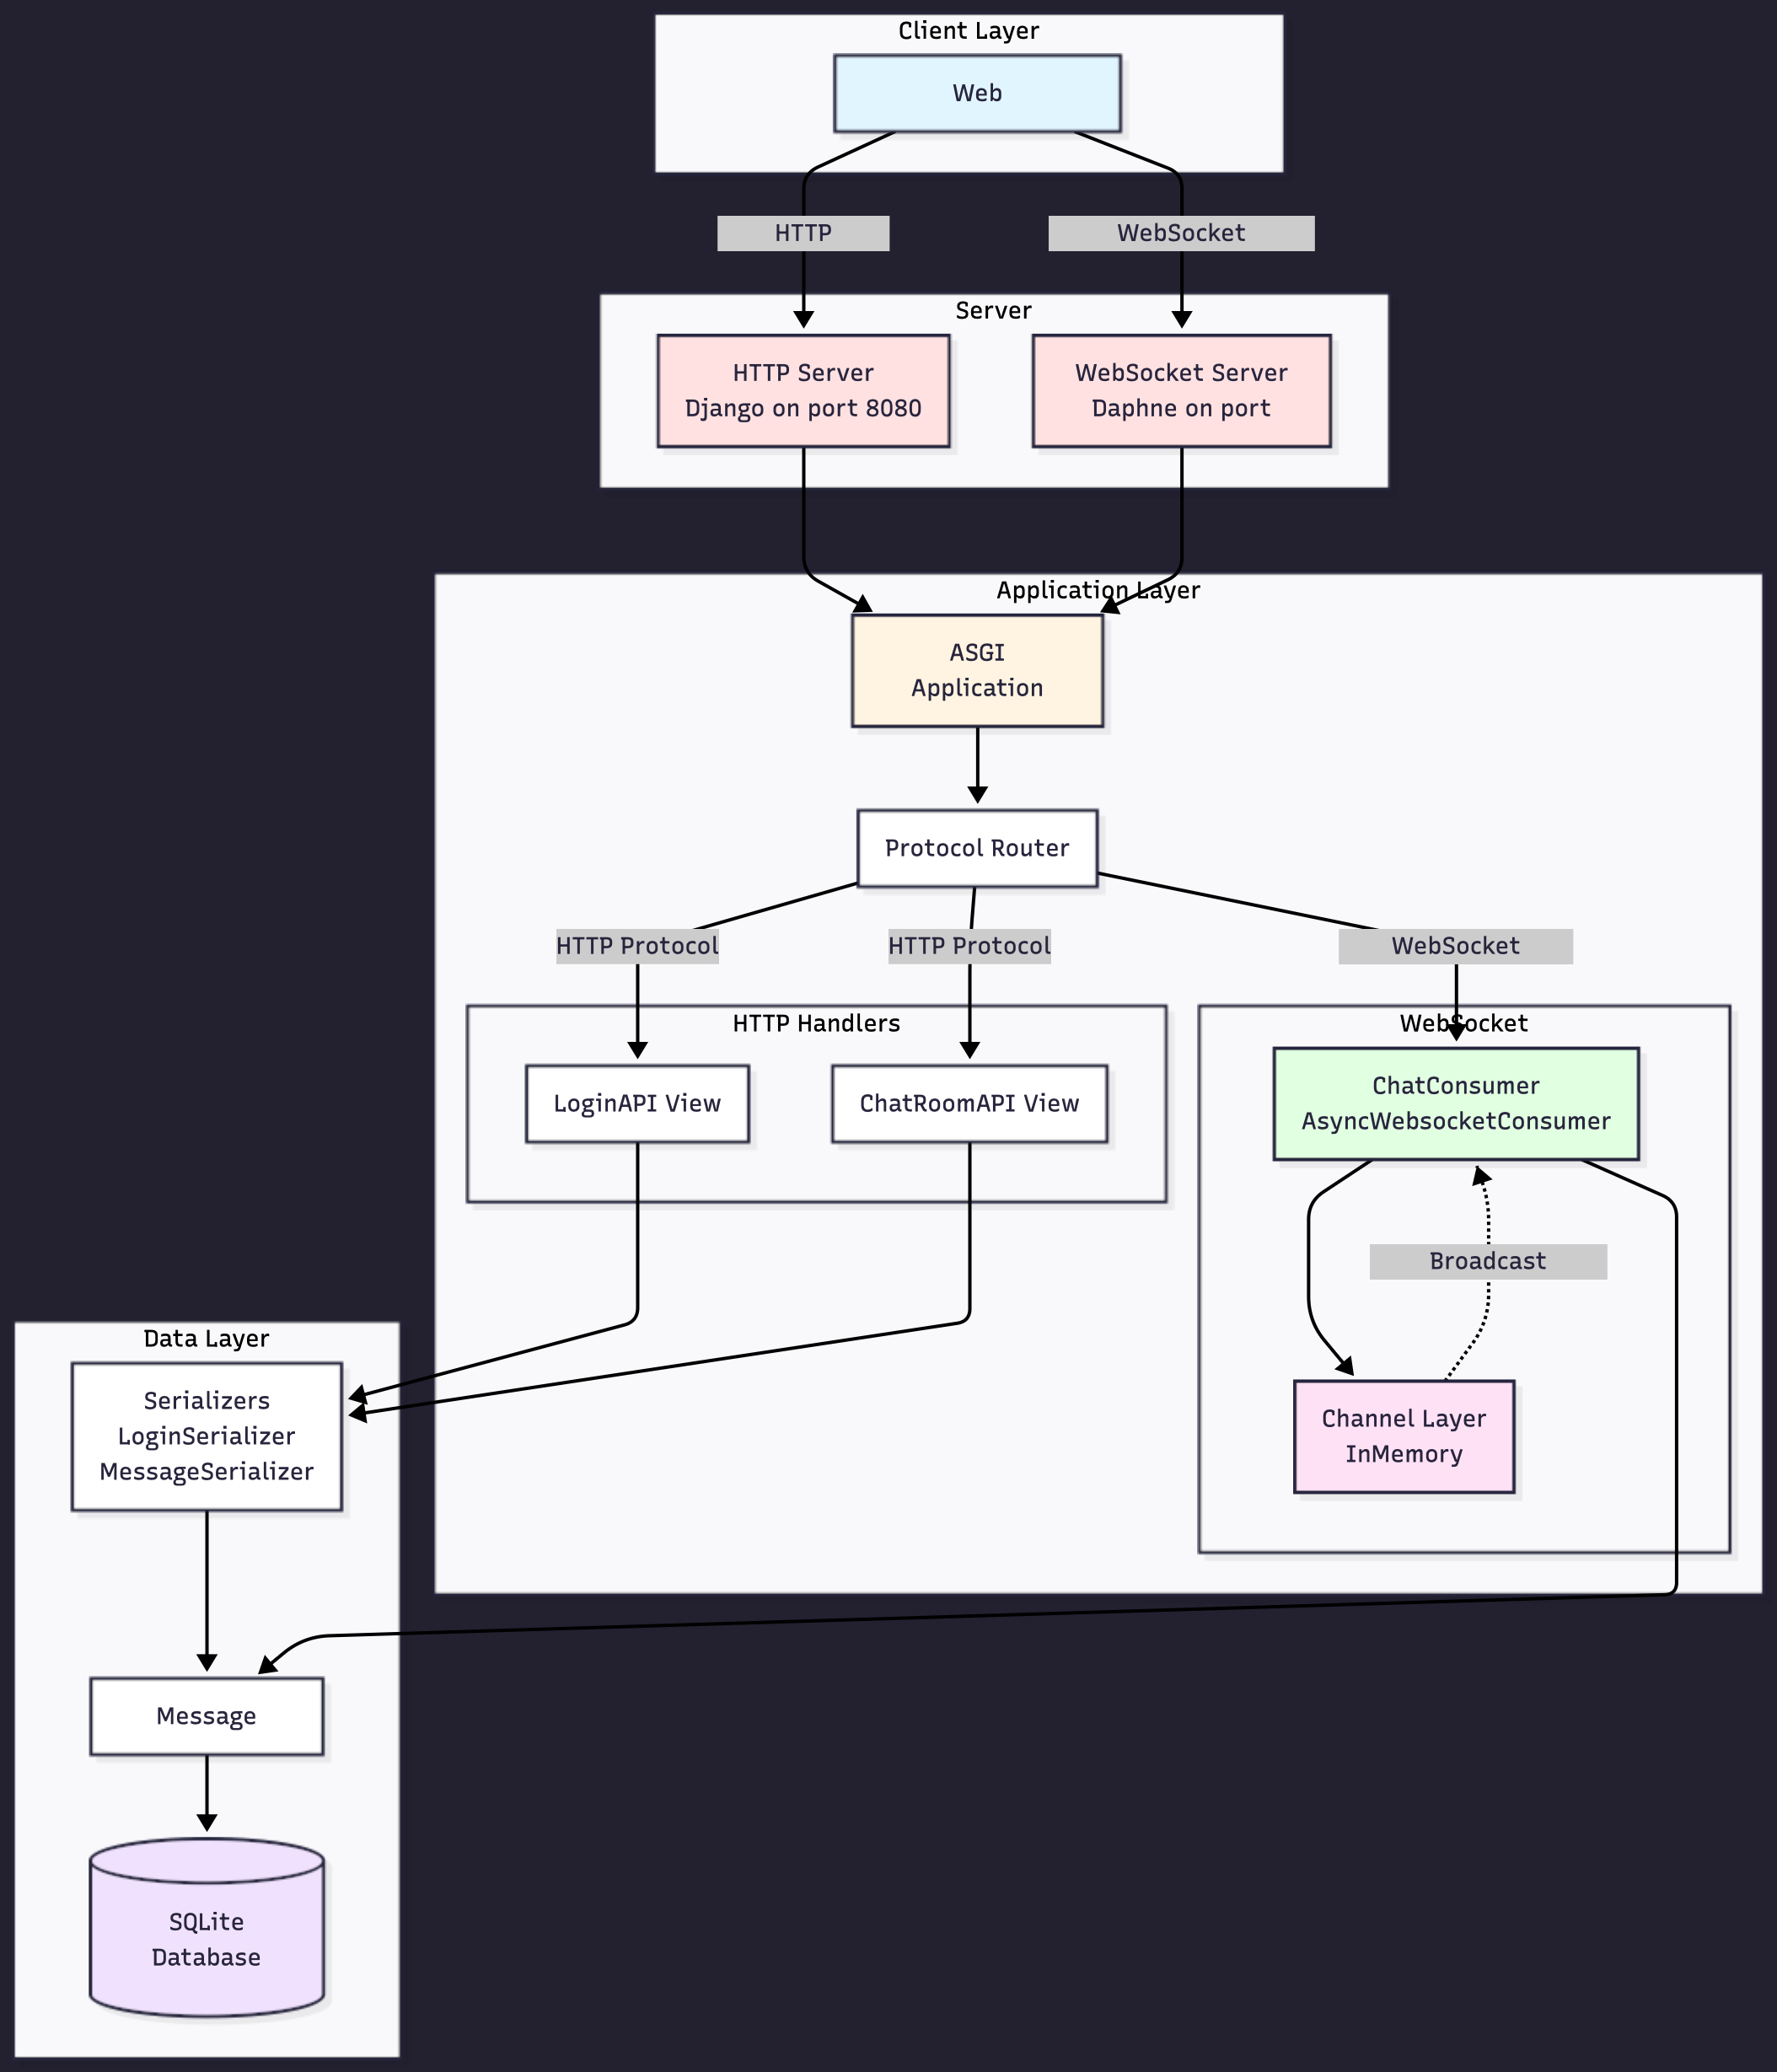 Client Layer
Web
HTTP
WebSocket
Server
HTTP Server
Django on port 8080
WebSocket Server
Daphne on port
Application Layer
ASGI
Application
Protocol Router
HTTP Protocol
HTTP Protocol
WebSocket
HTTP Handlers
LoginAPI View
ChatRoomAPI View
WebSocket
ChatConsumer
AsyncWebsocketConsumer
Broadcast
Channel Layer
InMemory
Data Layer
Serializers
LoginSerializer
MessageSerializer
Message
SQLite
Database